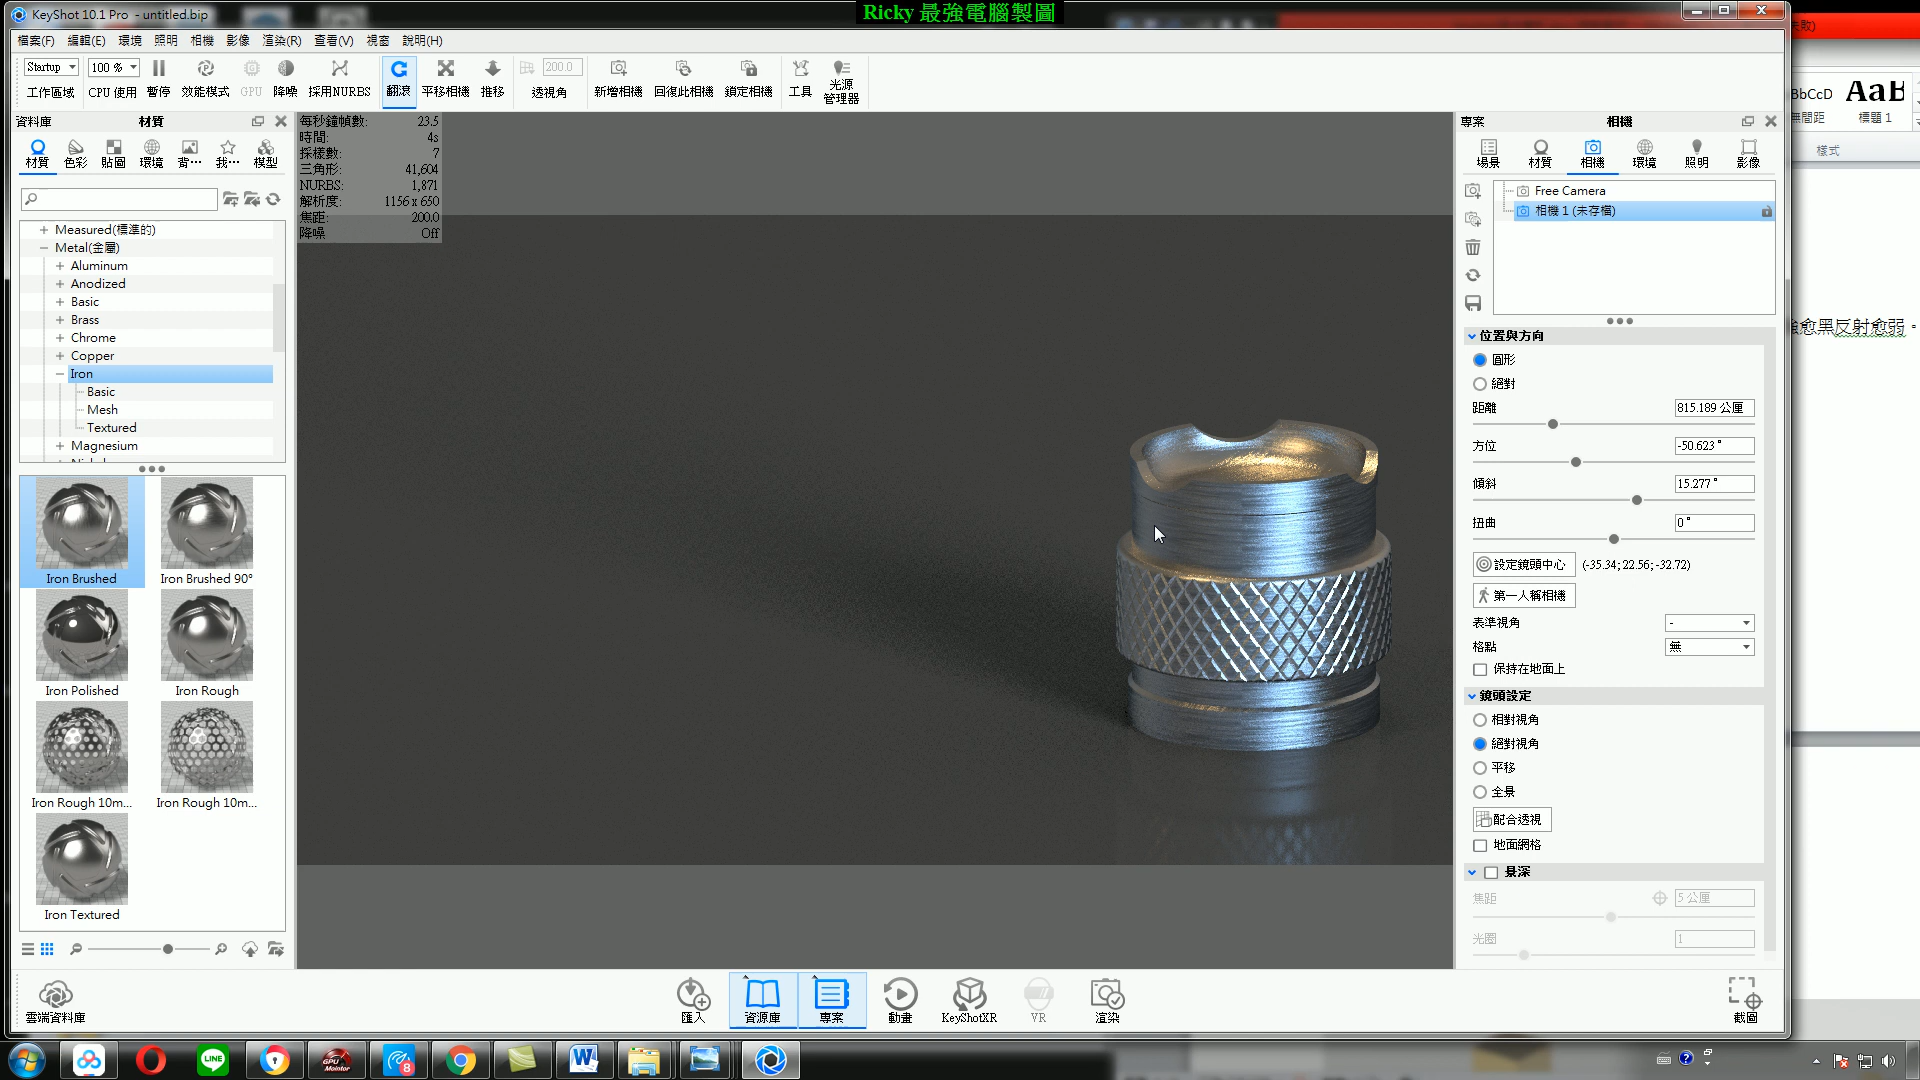 KeyShot 10.1 Pro - untitled.bip
Ricky 最強電腦製圖
檔案(F) 編輯(E) 環境 照明 相機 影像 渲染(R) 查看(V) 視窗 說明(H)
Startup 100 % 200.0
工作區域 CPU 使用 暫停 效能模式 GPU 降噪 採用NURBS 翻滾 平移相機 推移 透視角 新增相機 回復此相機 鎖定相機 工具 光源管理器
資料庫 材質
材質 色彩 貼圖 環境 背… 我… 模型
Measured(標準的)
Metal(金屬)
Aluminum
Anodized
Basic
Brass
Chrome
Copper
Iron
Basic
Mesh
Textured
Magnesium
Iron Brushed Iron Brushed 90°
Iron Polished Iron Rough
Iron Rough 10m... Iron Rough 10m...
Iron Textured
雲端資料庫
每秒鐘幀數: 23.5
時間: 4s
採樣數: 7
三角形: 41,604
NURBS: 1,871
解析度: 1156 x 650
焦距: 200.0
降噪 Off
專案 相機
場景 材質 相機 環境 照明 影像
Free Camera
相機 1 (未存檔)
位置與方向
圓形
絕對
距離 815.189 公厘
方位 -50.623 °
傾斜 15.277 °
扭曲 0 °
設定鏡頭中心 (-35.34; 22.56; -32.72)
第一人稱相機
表準視角 -
格點 無
保持在地面上
鏡頭設定
相對視角
絕對視角
平移
全景
配合透視
地面網格
景深
焦距 5 公厘
光圈 1
匯入 資源庫 專案 動畫 KeyShotXR VR 渲染 截圖
敗)
BbCcD AaB
無間距 標題 1
樣式
愈黑反射愈弱。
LINE
GPU Mointor
8
W